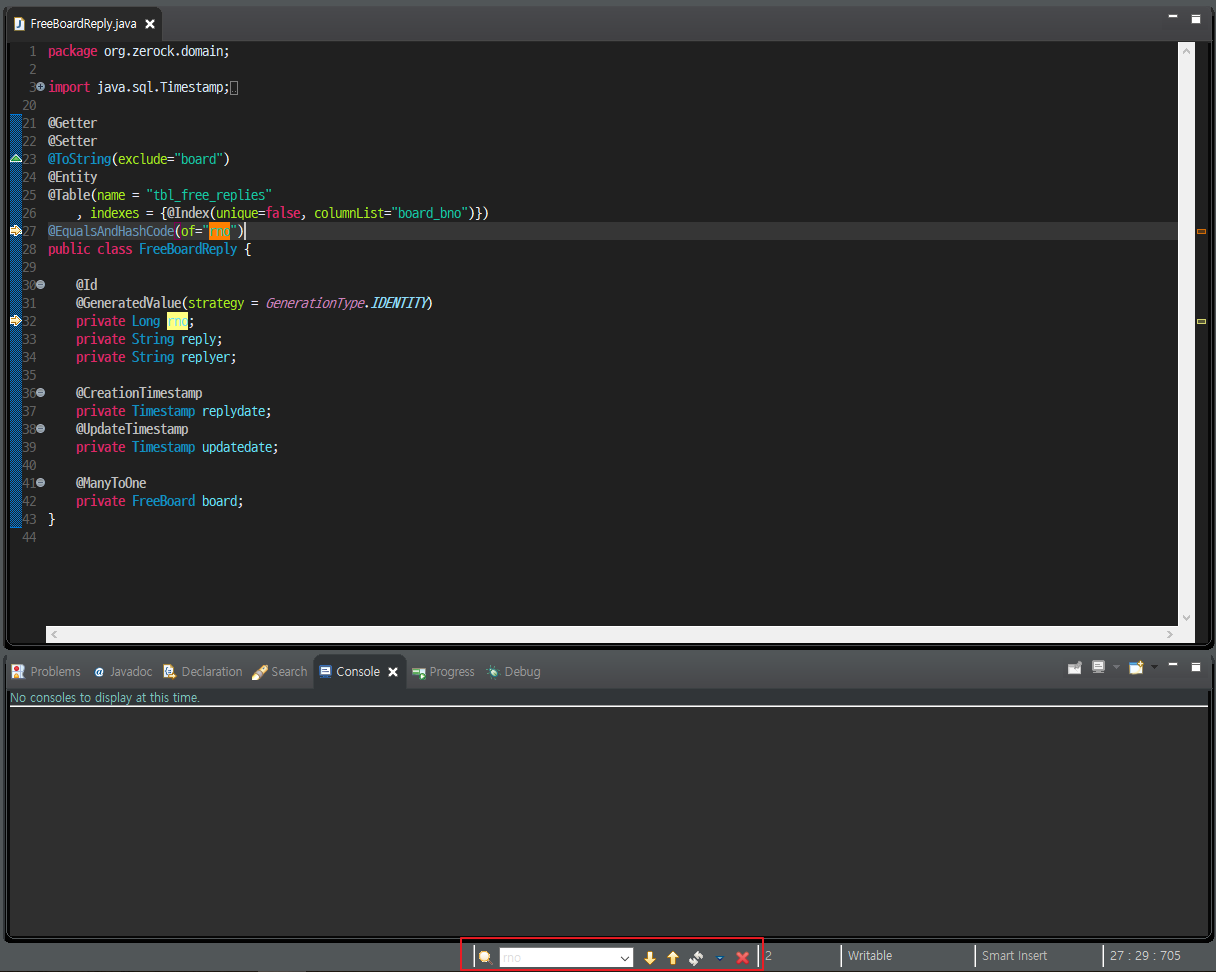 FreeBoardReply.java
1 package org.zerock.domain;
2
3 import java.sql.Timestamp;
20
21 @Getter
22 @Setter
23 @ToString(exclude="board")
24 @Entity
25 @Table(name = "tbl_free_replies"
26 , indexes = {@Index(unique=false, columnList="board_bno")})
27 @EqualsAndHashCode(of="rno")
28 public class FreeBoardReply {
29
30 @Id
31 @GeneratedValue(strategy = GenerationType.IDENTITY)
32 private Long rno;
33 private String reply;
34 private String replyer;
35
36 @CreationTimestamp
37 private Timestamp replydate;
38 @UpdateTimestamp
39 private Timestamp updatedate;
40
41 @ManyToOne
42 private FreeBoard board;
43 }
44
Problems @ Javadoc Declaration Search Console Progress Debug
No consoles to display at this time.
rno 2 Writable Smart Insert 27 : 29 : 705